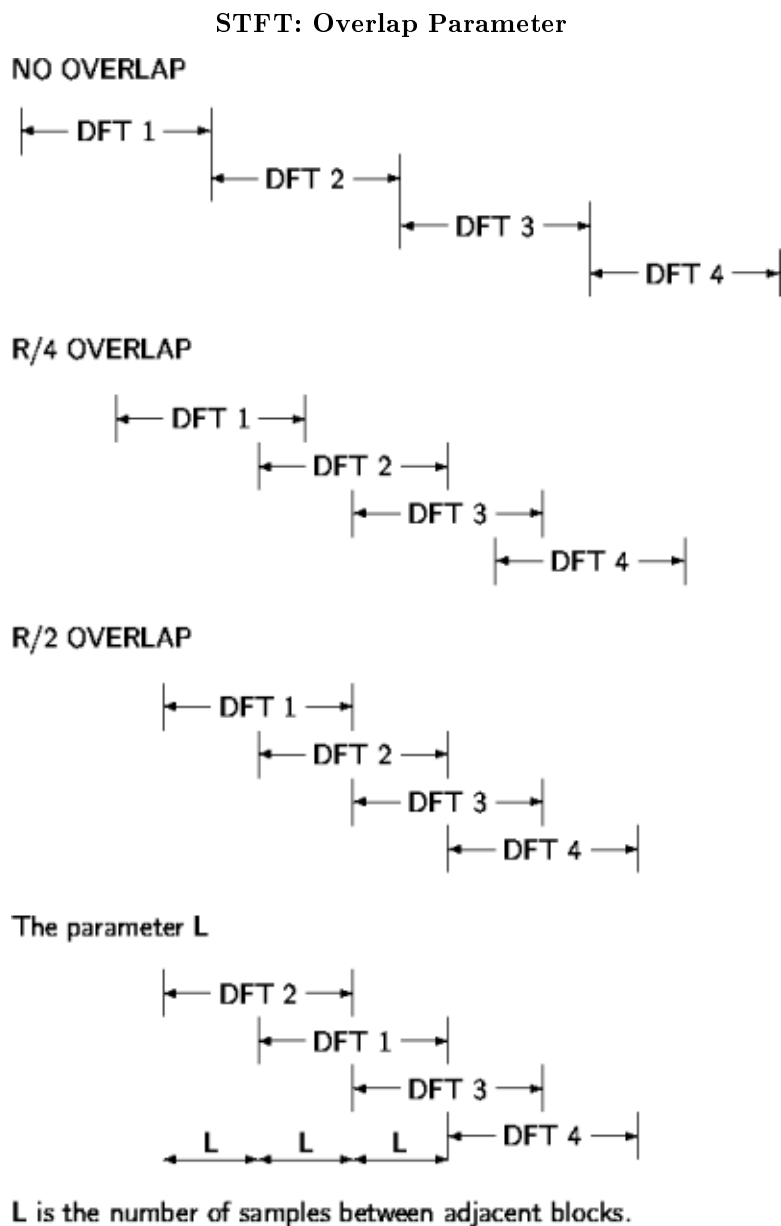 STFT: Overlap Parameter
NO OVERLAP
DFT 1
DFT 2
DFT 3
DFT 4
R/4 OVERLAP
DFT 1
DFT 2
DFT 3
DFT 4
R/2 OVERLAP
DFT 1
DFT 2
DFT 3
DFT 4
The parameter L
DFT 2
DFT 1
DFT 3
DFT 4
L L L
L is the number of samples between adjacent blocks.